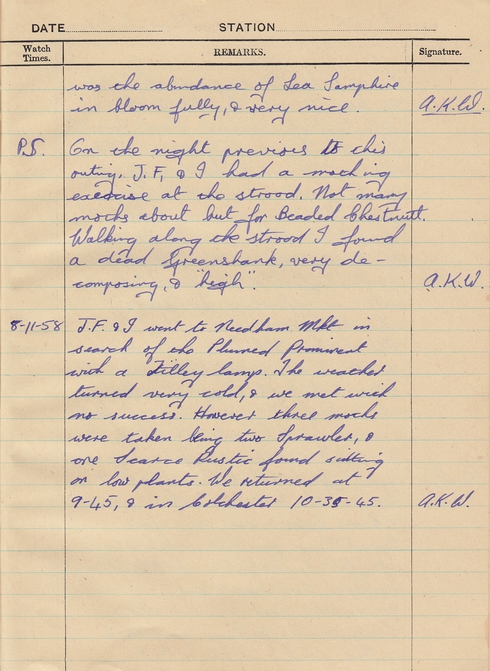 DATE STATION
Watch Times. REMARKS. Signature.
was the abundance of Sea Samphire
in bloom fully, & very nice. A.K.W.
P.S. On the night previous to this
outing, J.F, & I had a mothing
exercise at the strood. Not many
moths about but for Beaded Chestnutt.
Walking along the strood I found
a dead Greenshank, very de-
composing, & "high". A.K.W.
8-11-58 J.F. & I went to Needham Mkt in
search of the Plumed Prominent
with a Tilley lamp. The weather
turned very cold, & we met with
no success. However three moths
were taken being two Sprawler, &
one Scarce Rustic found sitting
on low plants. We returned at
9-45, & in Colchester 10-35-45. A.K.W.